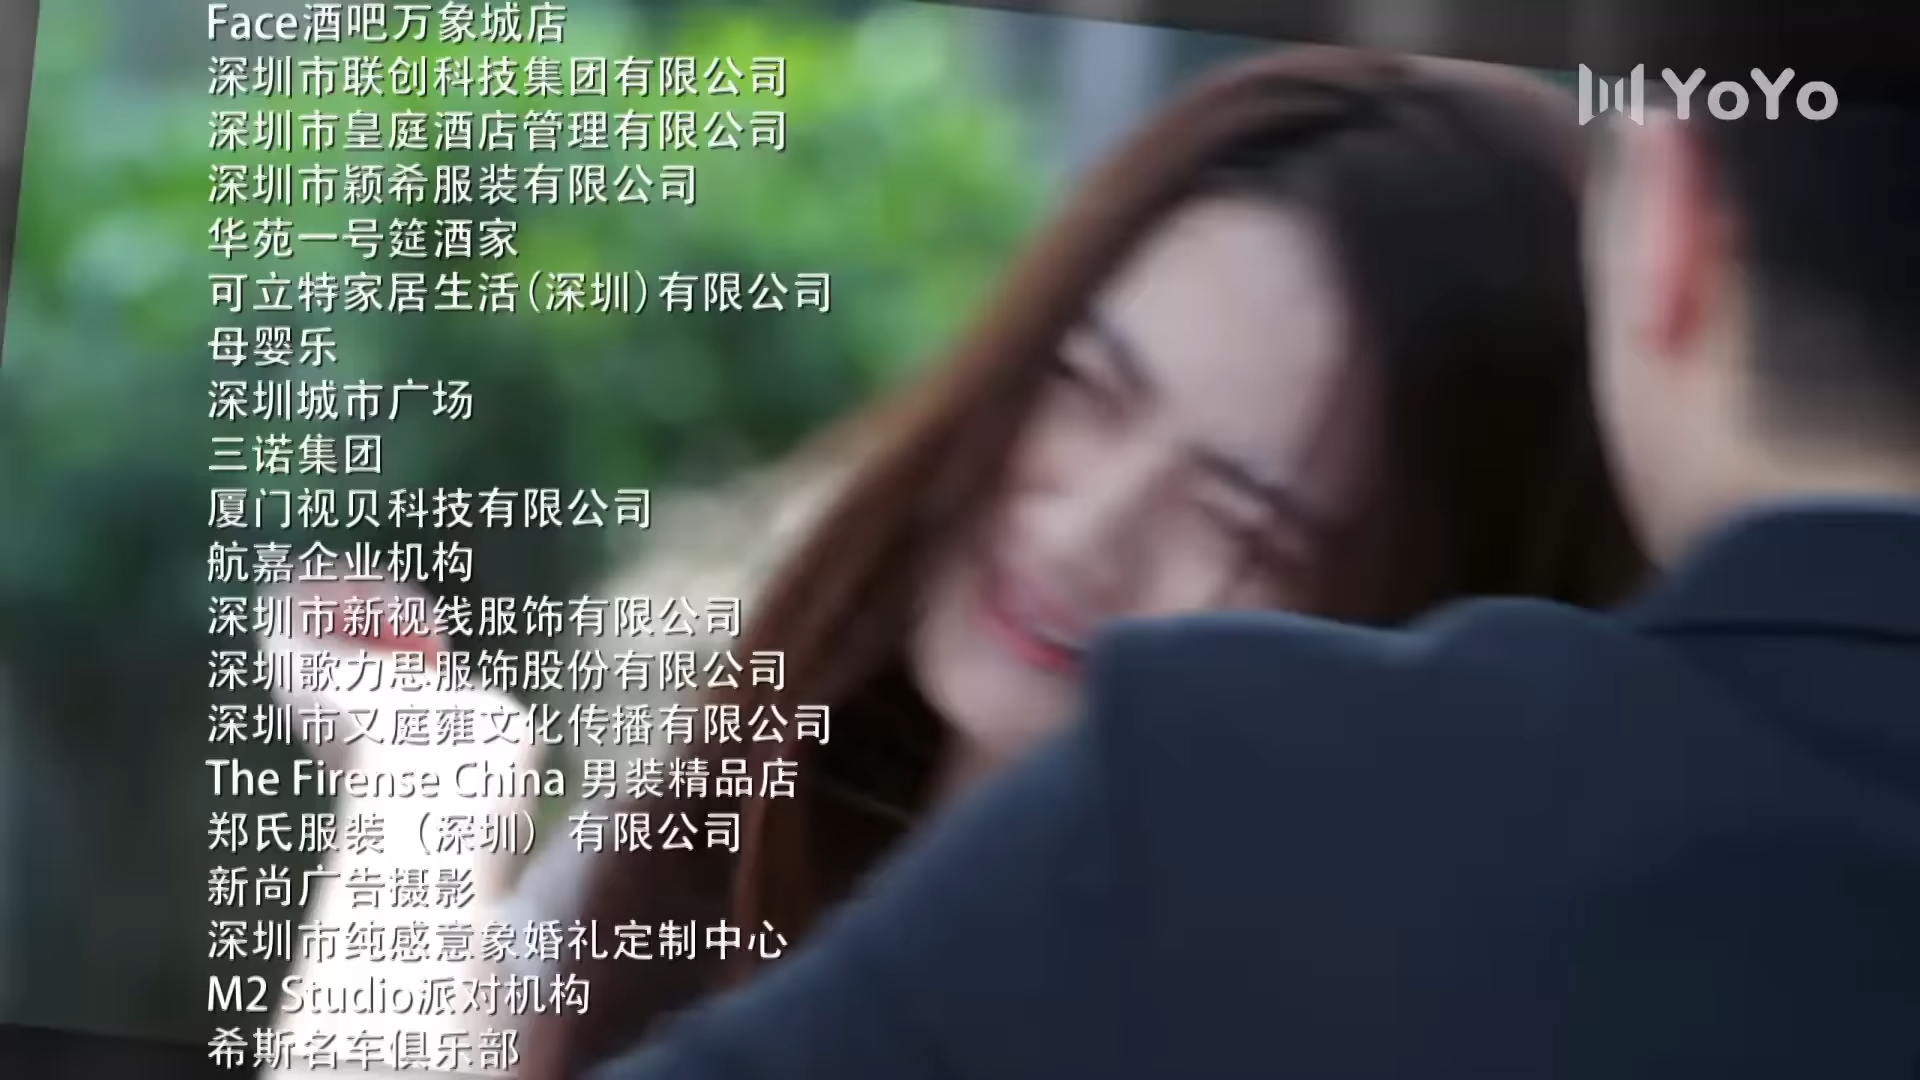 Face酒吧万象城店
YoYo
深圳市联创科技集团有限公司
深圳市皇庭酒店管理有限公司
深圳市颖希服装有限公司
华苑一号筵酒家
可立特家居生活(深圳)有限公司
母婴乐
深圳城市广场
三诺集团
厦门视贝科技有限公司
航嘉企业机构
深圳市新视线服饰有限公司
深圳歌力思服饰股份有限公司
深圳市又庭雍文化传播有限公司
The Firense China 男装精品店
郑氏服装（深圳）有限公司
新尚广告摄影
深圳市纯感意象婚礼定制中心
M2 Studio派对机构
希斯名车俱乐部